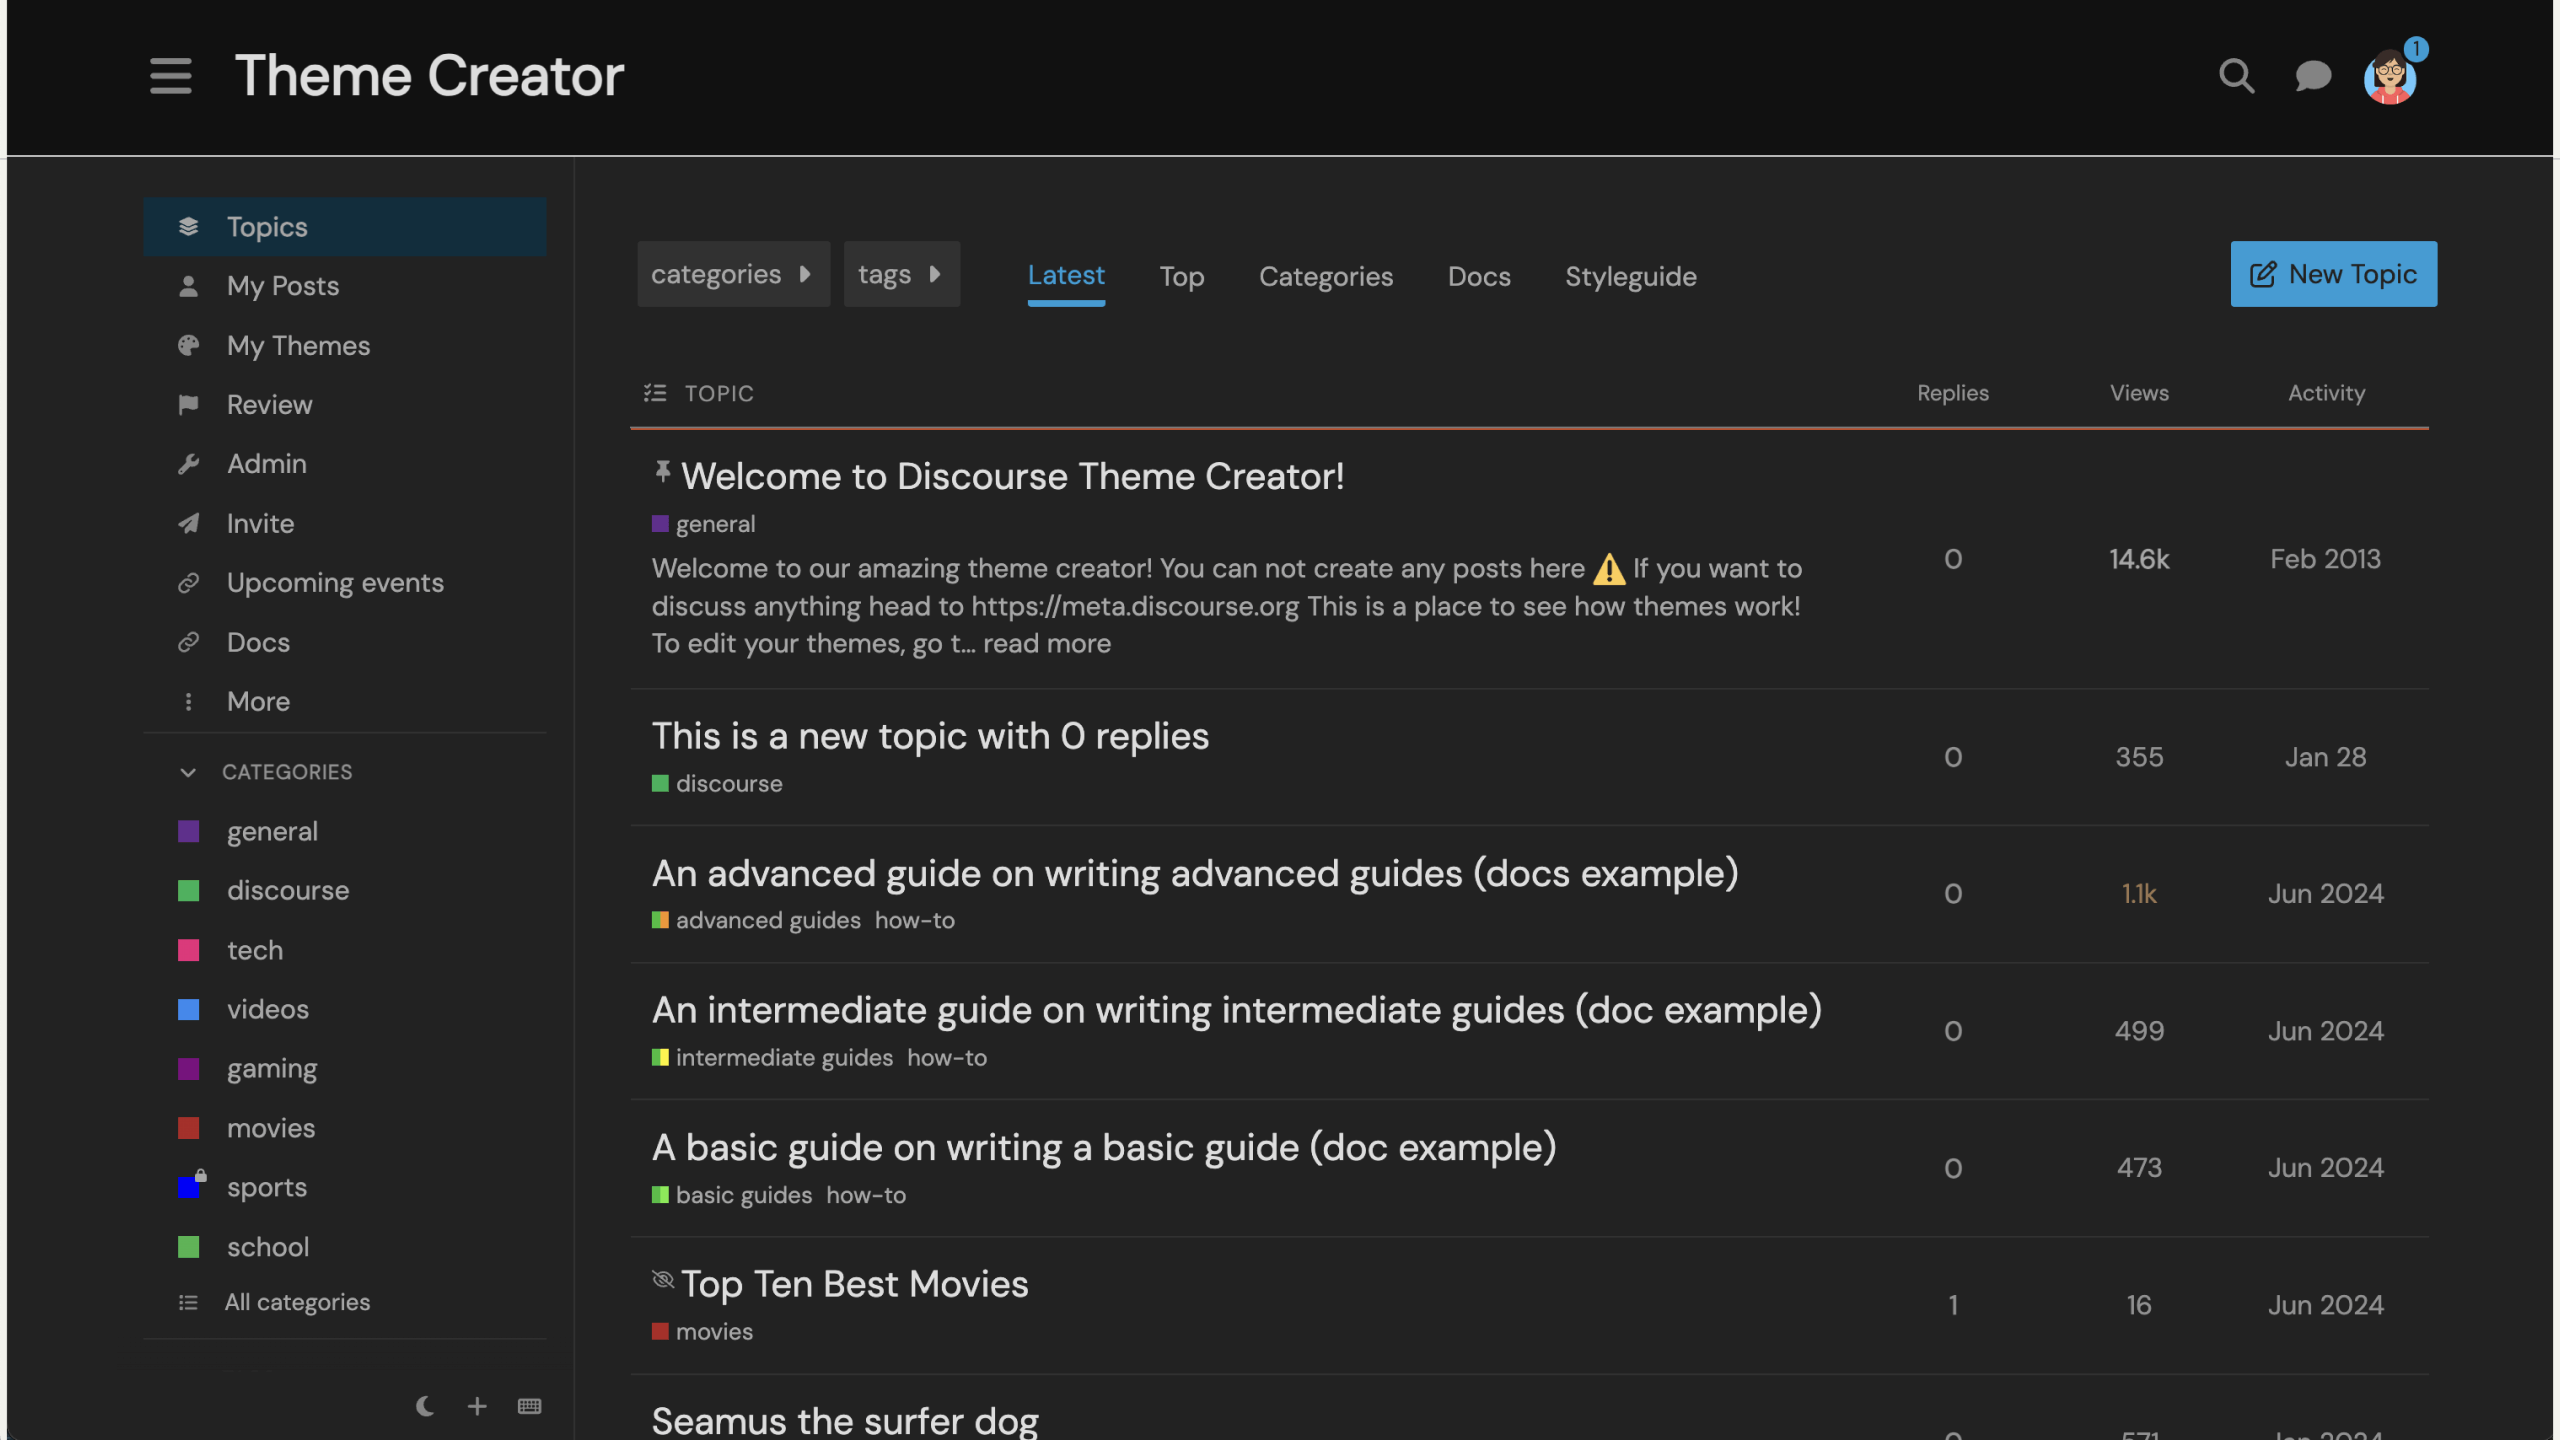 Theme Creator
1
Topics
My Posts
My Themes
Review
Admin
Invite
Upcoming events
Docs
More
CATEGORIES
general
discourse
tech
videos
gaming
movies
sports
school
All categories
categories
tags
Latest
Top
Categories
Docs
Styleguide
New Topic
TOPIC
Replies
Views
Activity
Welcome to Discourse Theme Creator!
general
Welcome to our amazing theme creator! You can not create any posts here ⚠️ If you want to
discuss anything head to https://meta.discourse.org This is a place to see how themes work!
To edit your themes, go t… read more
0
14.6k
Feb 2013
This is a new topic with 0 replies
discourse
0
355
Jan 28
An advanced guide on writing advanced guides (docs example)
advanced guides how-to
0
1.1k
Jun 2024
An intermediate guide on writing intermediate guides (doc example)
intermediate guides how-to
0
499
Jun 2024
A basic guide on writing a basic guide (doc example)
basic guides how-to
0
473
Jun 2024
Top Ten Best Movies
movies
1
16
Jun 2024
Seamus the surfer dog